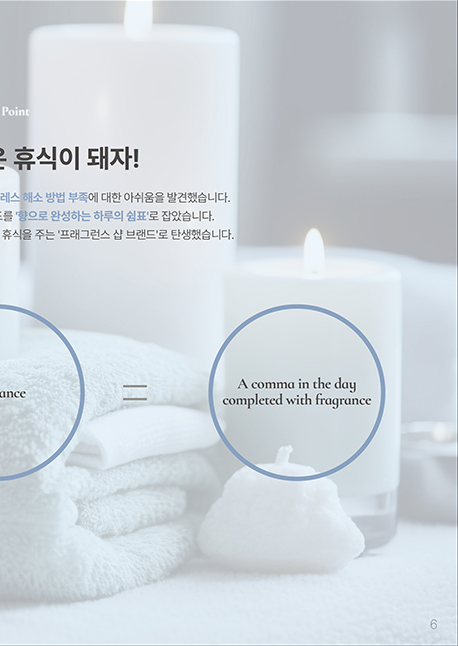 Point
은 휴식이 돼자!
레스 해소 방법 부족에 대한 아쉬움을 발견했습니다.
트를 '향으로 완성하는 하루의 쉼표'로 잡았습니다.
휴식을 주는 '프래그런스 샵 브랜드'로 탄생했습니다.
ance
=
A comma in the day
completed with fragrance
6